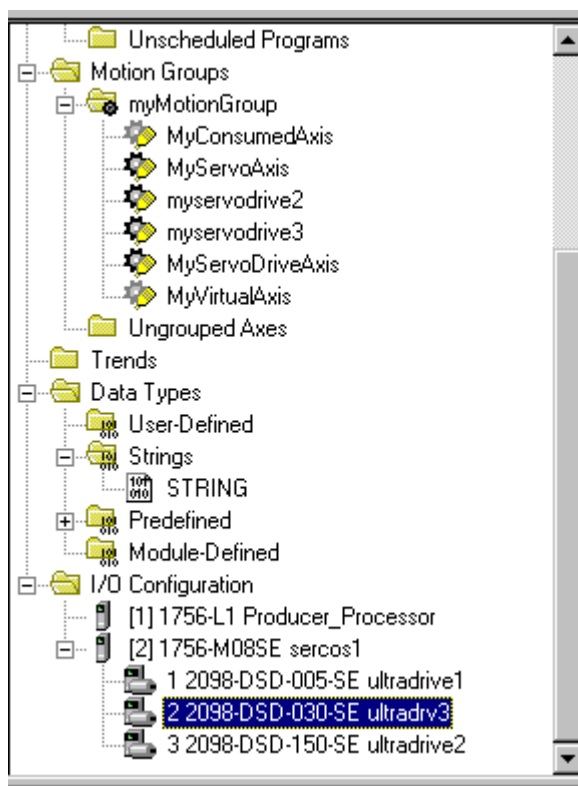 Unscheduled Programs
Motion Groups
myMotionGroup
MyConsumedAxis
MyServoAxis
myservodrive2
myservodrive3
MyServoDriveAxis
MyVirtualAxis
Ungrouped Axes
Trends
Data Types
User-Defined
Strings
STRING
Predefined
Module-Defined
I/O Configuration
[1] 1756-L1 Producer_Processor
[2] 1756-M08SE sercos1
1 2098-DSD-005-SE ultradrive1
2 2098-DSD-030-SE ultradrv3
3 2098-DSD-150-SE ultradrive2